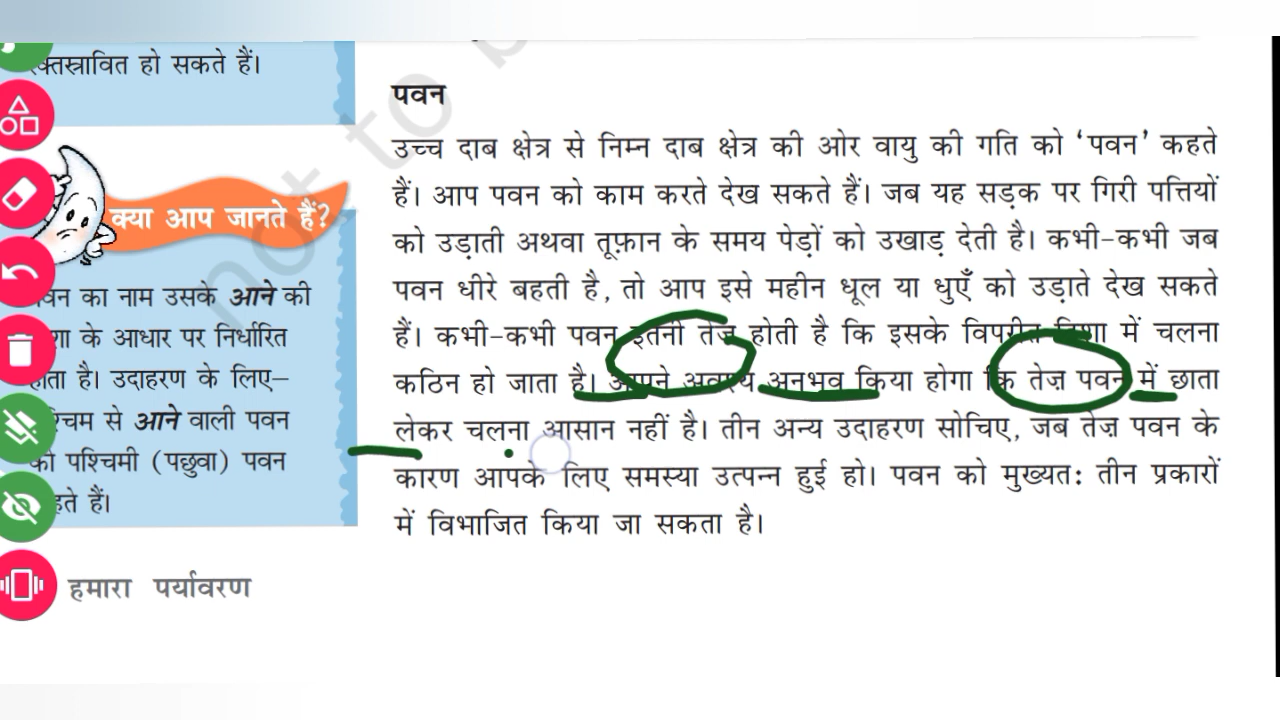 रक्तस्रावित हो सकते हैं।
क्या आप जानते हैं?
का नाम उसके आने की
के आधार पर निर्धारित
होता है। उदाहरण के लिए–
से आने वाली पवन
को पश्चिमी (पछुवा) पवन
हैं।
हमारा पर्यावरण
not to b
पवन
उच्च दाब क्षेत्र से निम्न दाब क्षेत्र की ओर वायु की गति को ‘पवन’ कहते
हैं। आप पवन को काम करते देख सकते हैं। जब यह सड़क पर गिरी पत्तियों
को उड़ाती अथवा तूफ़ान के समय पेड़ों को उखाड़ देती है। कभी-कभी जब
पवन धीरे बहती है, तो आप इसे महीन धूल या धुएँ को उड़ाते देख सकते
हैं। कभी-कभी पवन इतनी तेज़ होती है कि इसके विपरीत दिशा में चलना
कठिन हो जाता है। आपने अवश्य अनुभव किया होगा कि तेज़ पवन में छाता
लेकर चलना आसान नहीं है। तीन अन्य उदाहरण सोचिए, जब तेज़ पवन के
कारण आपके लिए समस्या उत्पन्न हुई हो। पवन को मुख्यत: तीन प्रकारों
में विभाजित किया जा सकता है।